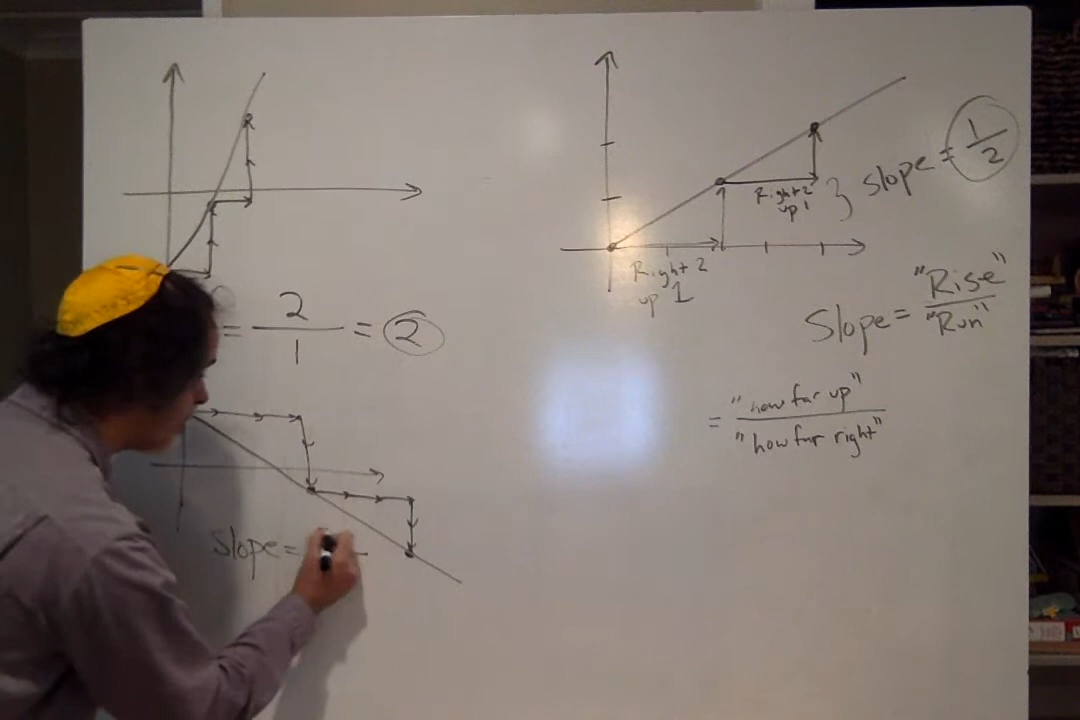 = 2/1 = 2
Slope =
Right 2
up 1
Right 2
up 1
} slope = 1/2
Slope = "Rise"/"Run"
= "how far up"/"how far right"